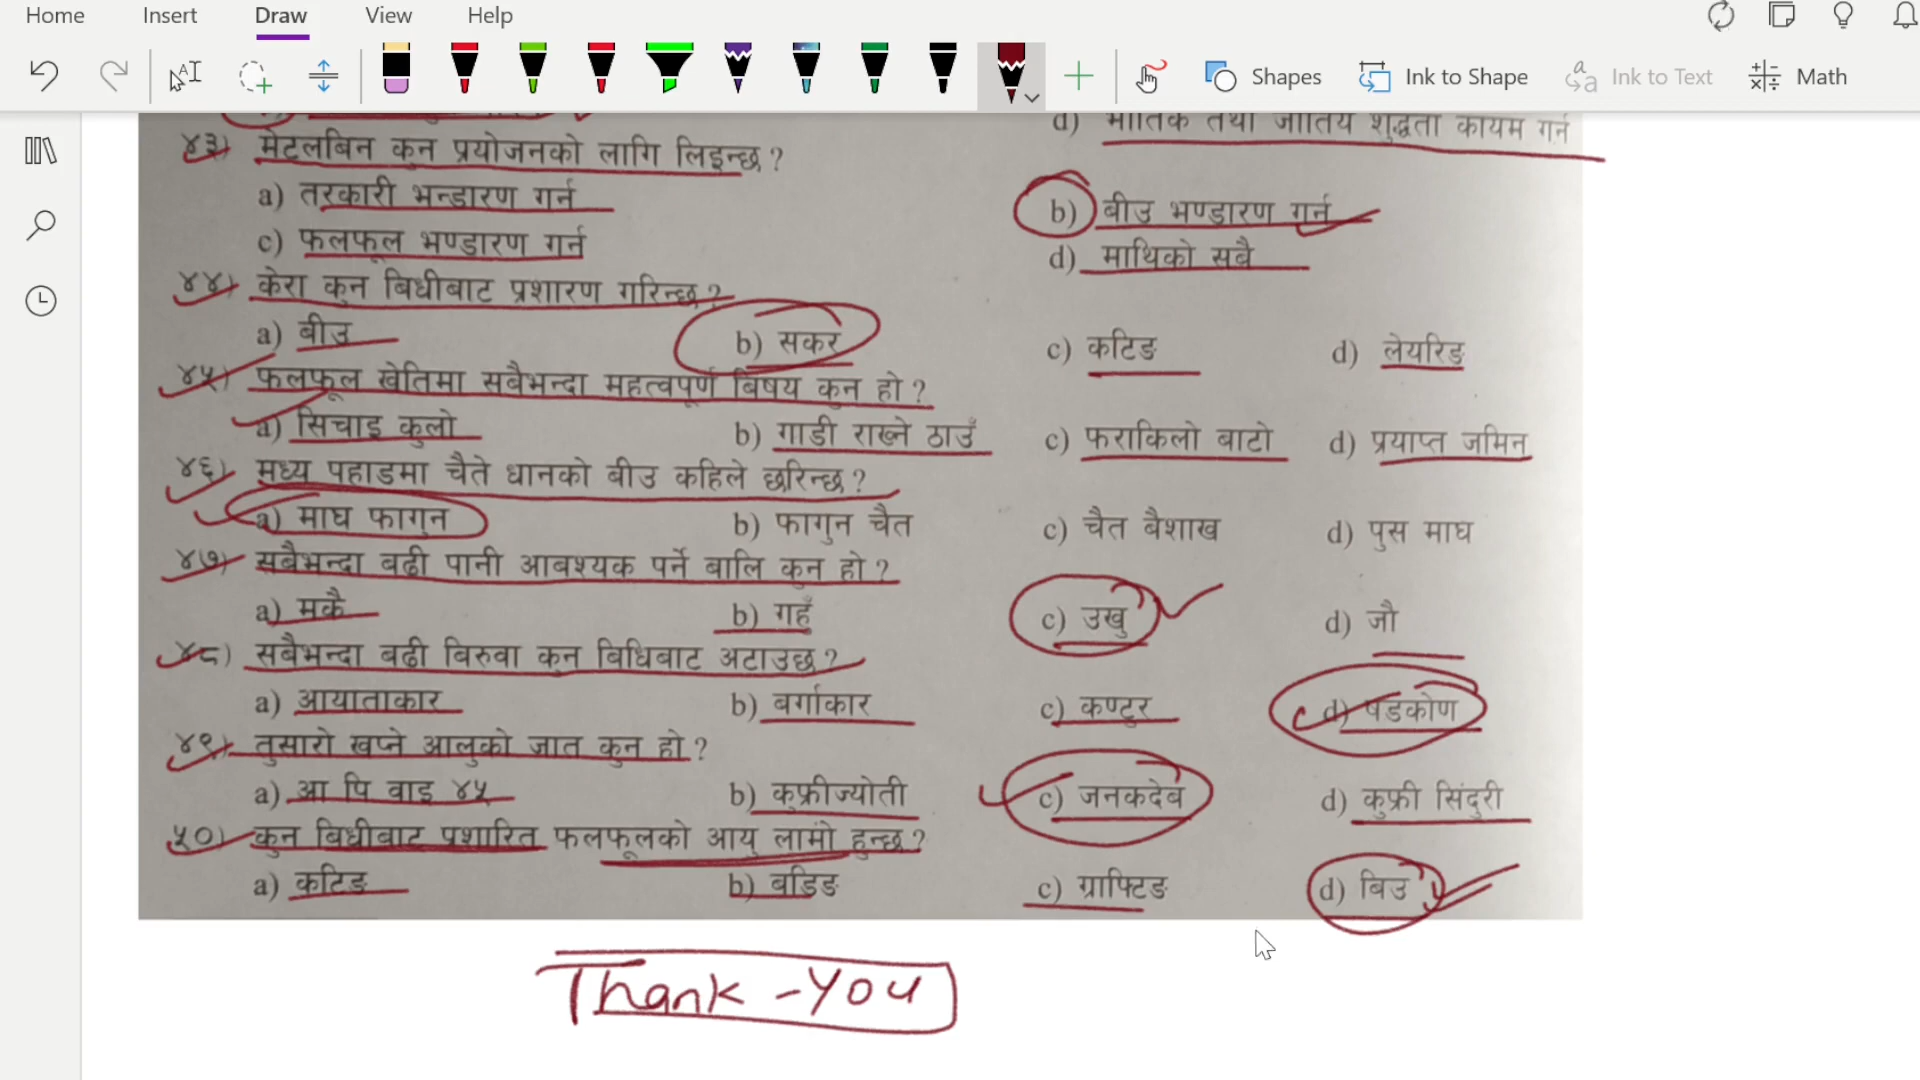 Home Insert Draw View Help
Shapes Ink to Shape Ink to Text Math
d) भौतिक तथा जातिय शुद्धता कायम गर्न
४३) मेटलबिन कुन प्रयोजनको लागि लिइन्छ ?
a) तरकारी भन्डारण गर्न b) बीउ भण्डारण गर्न
c) फलफूल भण्डारण गर्न d) माथिको सबै
४४) केरा कुन बिधीबाट प्रशारण गरिन्छ ?
a) बीउ b) सकर c) कटिङ d) लेयरिङ
४५) फलफूल खेतिमा सबैभन्दा महत्वपूर्ण बिषय कुन हो ?
a) सिचाइ कुलो b) गाडी राख्ने ठाउँ c) फराकिलो बाटो d) प्रयाप्त जमिन
४६) मध्य पहाडमा चैते धानको बीउ कहिले छरिन्छ ?
a) माघ फागुन b) फागुन चैत c) चैत बैशाख d) पुस माघ
४७) सबैभन्दा बढी पानी आबश्यक पर्ने बालि कुन हो ?
a) मकै b) गहुँ c) उखु d) जौ
४८) सबैभन्दा बढी बिरुवा कुन बिधिबाट अटाउछ ?
a) आयाताकार b) बर्गाकार c) कण्टुर d) षडकोण
४९) तुसारो खप्ने आलुको जात कुन हो ?
a) आ पि वाइ ४५ b) कुफ्रीज्योती c) जनकदेब d) कुफ्री सिंदुरी
५०) कुन बिधीबाट प्रशारित फलफूलको आयु लामो हुन्छ ?
a) कटिङ b) बडिङ c) ग्राफ्टिङ d) बिउ
Thank -You